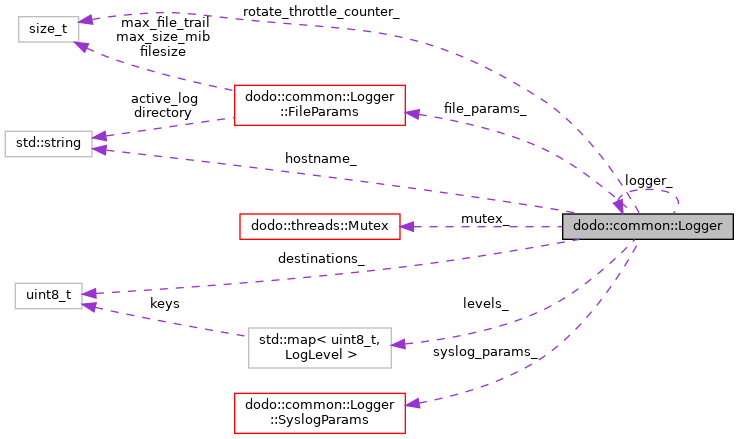 rotate_throttle_counter_
size_t
max_file_trail
max_size_mib
filesize
dodo::common::Logger
::FileParams
active_log
directory
file_params_
std::string
hostname_
logger_
dodo::threads::Mutex
mutex_
dodo::common::Logger
destinations_
uint8_t
keys
levels_
std::map< uint8_t,
LogLevel >
syslog_params_
dodo::common::Logger
::SyslogParams